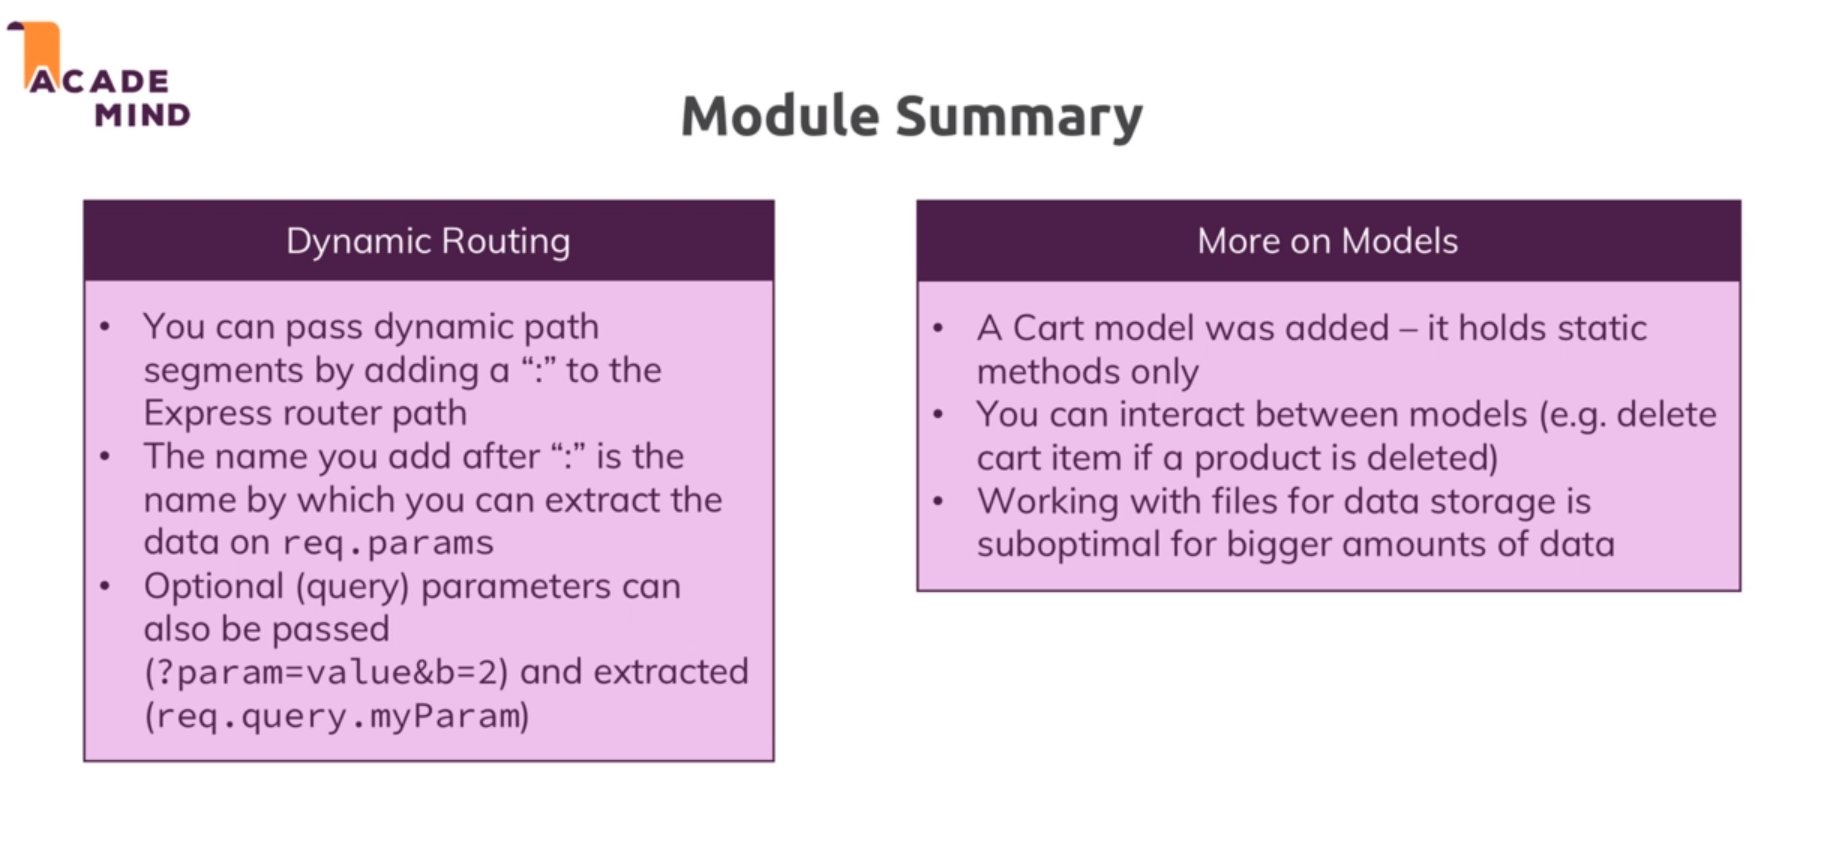 ACADE
MIND
Module Summary
Dynamic Routing
• You can pass dynamic path
segments by adding a “:” to the
Express router path
• The name you add after “:” is the
name by which you can extract the
data on req.params
• Optional (query) parameters can
also be passed
(?param=value&b=2) and extracted
(req.query.myParam)
More on Models
• A Cart model was added – it holds static
methods only
• You can interact between models (e.g. delete
cart item if a product is deleted)
• Working with files for data storage is
suboptimal for bigger amounts of data